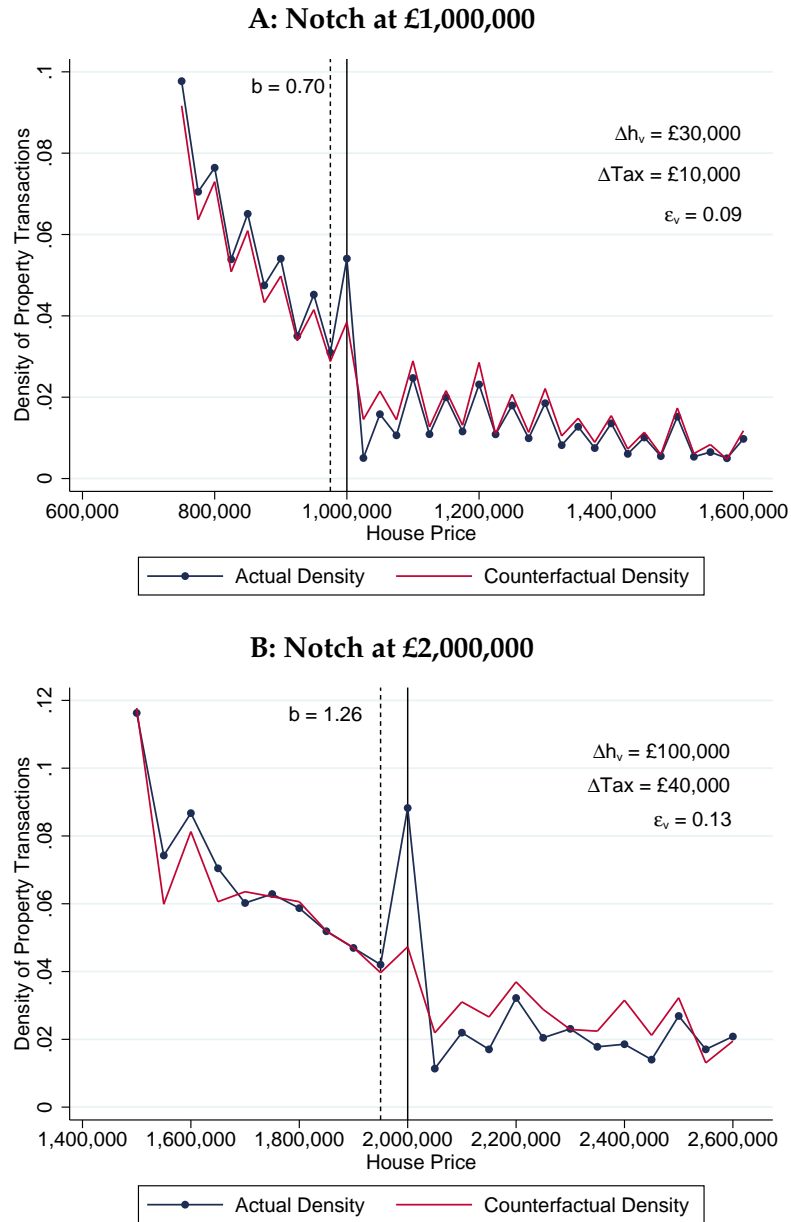 A: Notch at £1,000,000
b = 0.70
Δhᵥ = £30,000
ΔTax = £10,000
εᵥ = 0.09
Density of Property Transactions
.1
.08
.06
.04
.02
0
600,000 800,000 1,000,000 1,200,000 1,400,000 1,600,000
House Price
Actual Density Counterfactual Density
B: Notch at £2,000,000
b = 1.26
Δhᵥ = £100,000
ΔTax = £40,000
εᵥ = 0.13
Density of Property Transactions
.12
.1
.08
.06
.04
.02
0
1,400,000 1,600,000 1,800,000 2,000,000 2,200,000 2,400,000 2,600,000
House Price
Actual Density Counterfactual Density